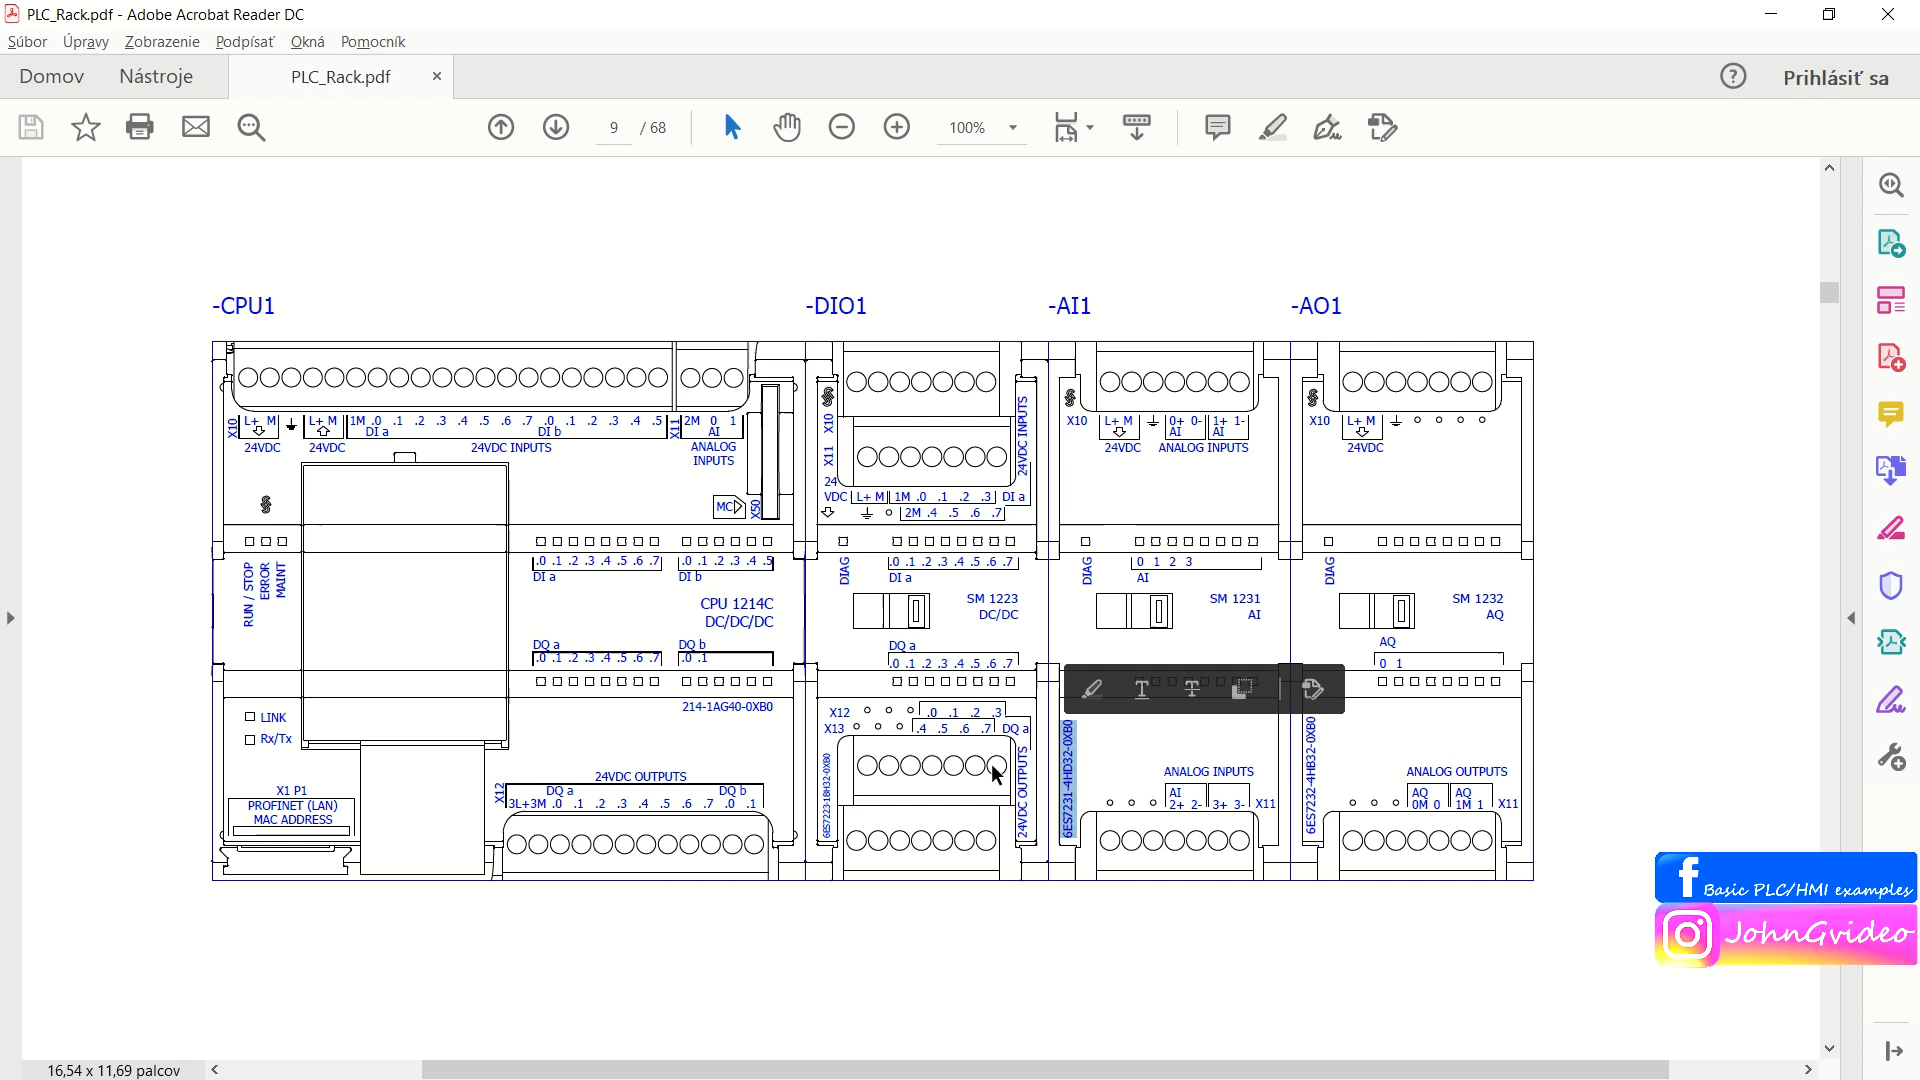 PLC_Rack.pdf - Adobe Acrobat Reader DC
Súbor Úpravy Zobrazenie Podpísať Okná Pomocník
Domov Nástroje PLC_Rack.pdf × Prihlásiť sa
9 / 68 100%
-CPU1 -DIO1 -AI1 -AO1
X10 L+ M L+ M 1M .0 .1 .2 .3 .4 .5 .6 .7 .0 .1 .2 .3 .4 .5 X11 2M 0 1
DI a DI b AI
24VDC 24VDC 24VDC INPUTS ANALOG
INPUTS
MC X50
RUN / STOP
ERROR
MAINT
.0 .1 .2 .3 .4 .5 .6 .7 .0 .1 .2 .3 .4 .5
DI a DI b
CPU 1214C
DC/DC/DC
DQ a DQ b
.0 .1 .2 .3 .4 .5 .6 .7 .0 .1
214-1AG40-0XB0
LINK
Rx/Tx
X1 P1
PROFINET (LAN)
MAC ADDRESS
24VDC OUTPUTS
X12 DQ a DQ b
3L+3M .0 .1 .2 .3 .4 .5 .6 .7 .0 .1
X10
X11
24VDC INPUTS
24
VDC L+ M 1M .0 .1 .2 .3 DI a
2M .4 .5 .6 .7
DIAG
.0 .1 .2 .3 .4 .5 .6 .7
DI a
SM 1223
DC/DC
DQ a
.0 .1 .2 .3 .4 .5 .6 .7
X12 .0 .1 .2 .3
X13 .4 .5 .6 .7 DQ a
6ES7223-1BH32-0XB0
24VDC OUTPUTS
X10 L+ M 0+ 0- 1+ 1-
AI AI
24VDC ANALOG INPUTS
DIAG
0 1 2 3
AI
SM 1231
AI
6ES7231-4HD32-0XB0
ANALOG INPUTS
AI
2+ 2- 3+ 3- X11
X10 L+ M
24VDC
DIAG
SM 1232
AQ
AQ
0 1
6ES7232-4HB32-0XB0
ANALOG OUTPUTS
AQ AQ
0M 0 1M 1 X11
Basic PLC/HMI examples
JohnGvideo
16,54 x 11,69 palcov